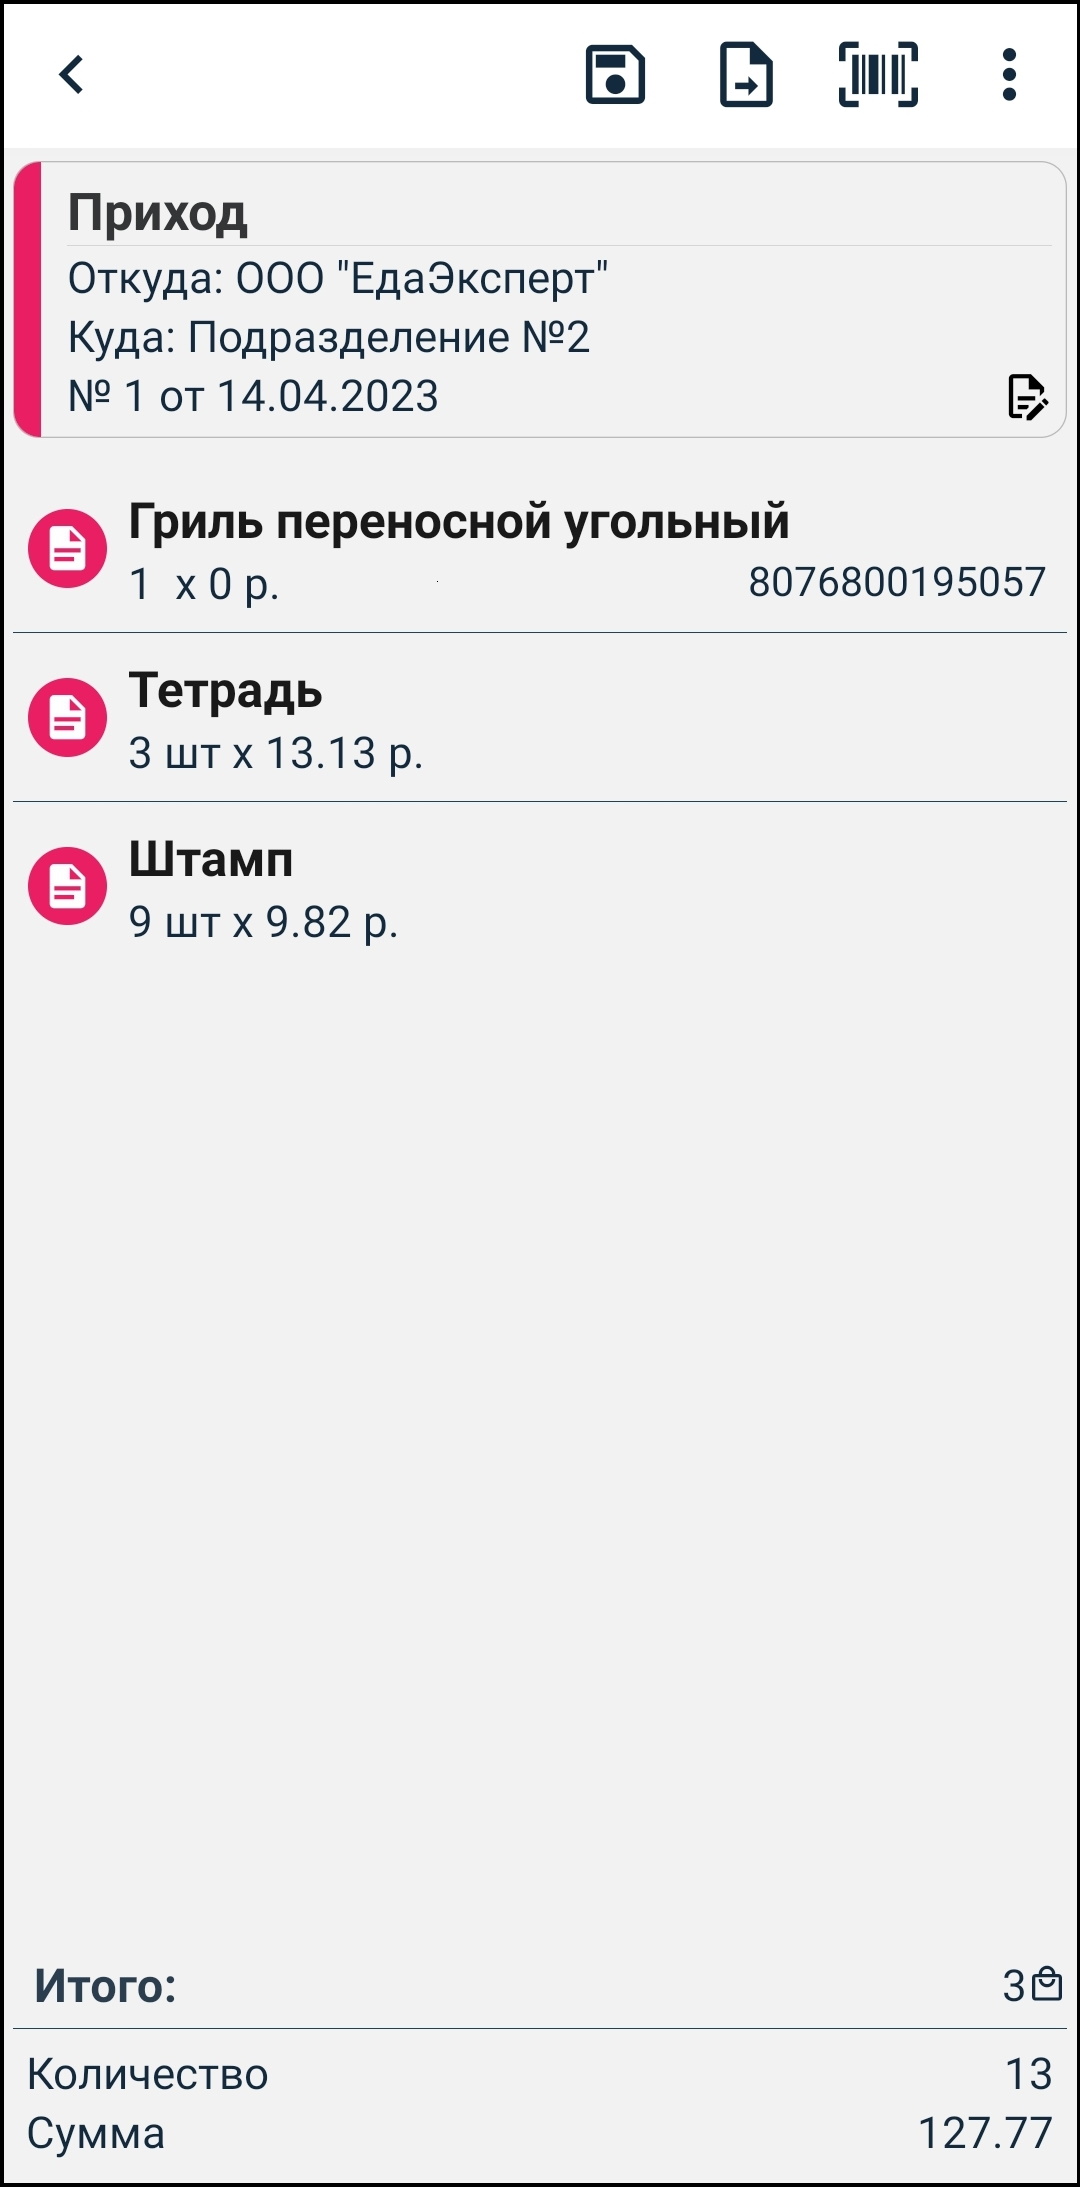 Приход
Откуда: ООО "ЕдаЭксперт"
Куда: Подразделение №2
№ 1 от 14.04.2023
Гриль переносной угольный
1  x 0 р.
8076800195057
Тетрадь
3 шт x 13.13 р.
Штамп
9 шт x 9.82 р.
Итого: 3
Количество 13
Сумма 127.77